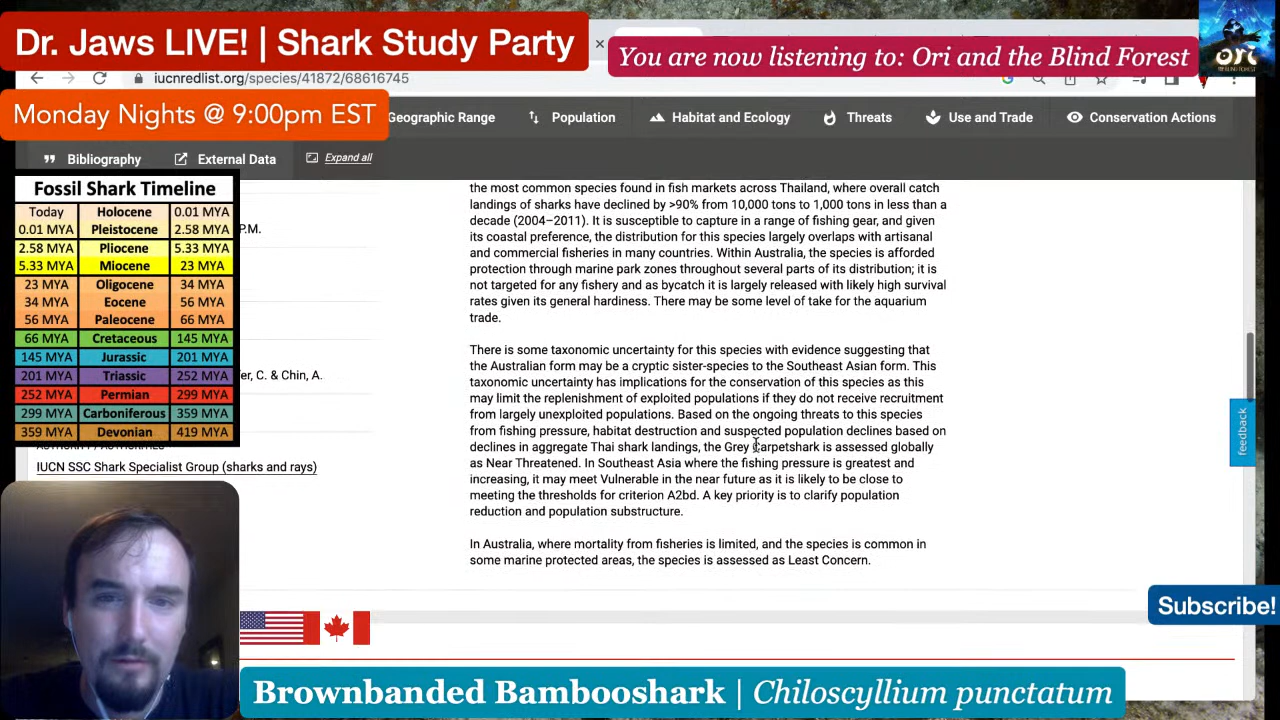 Dr. Jaws LIVE! | Shark Study Party
You are now listening to: Ori and the Blind Forest
ori
iucnredlist.org/species/41872/68616745
Monday Nights @ 9:00pm EST
Geographic Range
Population
Habitat and Ecology
Threats
Use and Trade
Conservation Actions
Bibliography
External Data
Expand all
Fossil Shark Timeline
Today Holocene 0.01 MYA
0.01 MYA Pleistocene 2.58 MYA
2.58 MYA Pliocene 5.33 MYA
5.33 MYA Miocene 23 MYA
23 MYA Oligocene 34 MYA
34 MYA Eocene 56 MYA
56 MYA Paleocene 66 MYA
66 MYA Cretaceous 145 MYA
145 MYA Jurassic 201 MYA
201 MYA Triassic 252 MYA
252 MYA Permian 299 MYA
299 MYA Carboniferous 359 MYA
359 MYA Devonian 419 MYA
P.M.
er, C. & Chin, A.
IUCN SSC Shark Specialist Group (sharks and rays)
the most common species found in fish markets across Thailand, where overall catch
landings of sharks have declined by >90% from 10,000 tons to 1,000 tons in less than a
decade (2004–2011). It is susceptible to capture in a range of fishing gear, and given
its coastal preference, the distribution for this species largely overlaps with artisanal
and commercial fisheries in many countries. Within Australia, the species is afforded
protection through marine park zones throughout several parts of its distribution; it is
not targeted for any fishery and as bycatch it is largely released with likely high survival
rates given its general hardiness. There may be some level of take for the aquarium
trade.
There is some taxonomic uncertainty for this species with evidence suggesting that
the Australian form may be a cryptic sister-species to the Southeast Asian form. This
taxonomic uncertainty has implications for the conservation of this species as this
may limit the replenishment of exploited populations if they do not receive recruitment
from largely unexploited populations. Based on the ongoing threats to this species
from fishing pressure, habitat destruction and suspected population declines based on
declines in aggregate Thai shark landings, the Grey Carpetshark is assessed globally
as Near Threatened. In Southeast Asia where the fishing pressure is greatest and
increasing, it may meet Vulnerable in the near future as it is likely to be close to
meeting the thresholds for criterion A2bd. A key priority is to clarify population
reduction and population substructure.
In Australia, where mortality from fisheries is limited, and the species is common in
some marine protected areas, the species is assessed as Least Concern.
feedback
Subscribe!
Brownbanded Bambooshark | Chiloscyllium punctatum